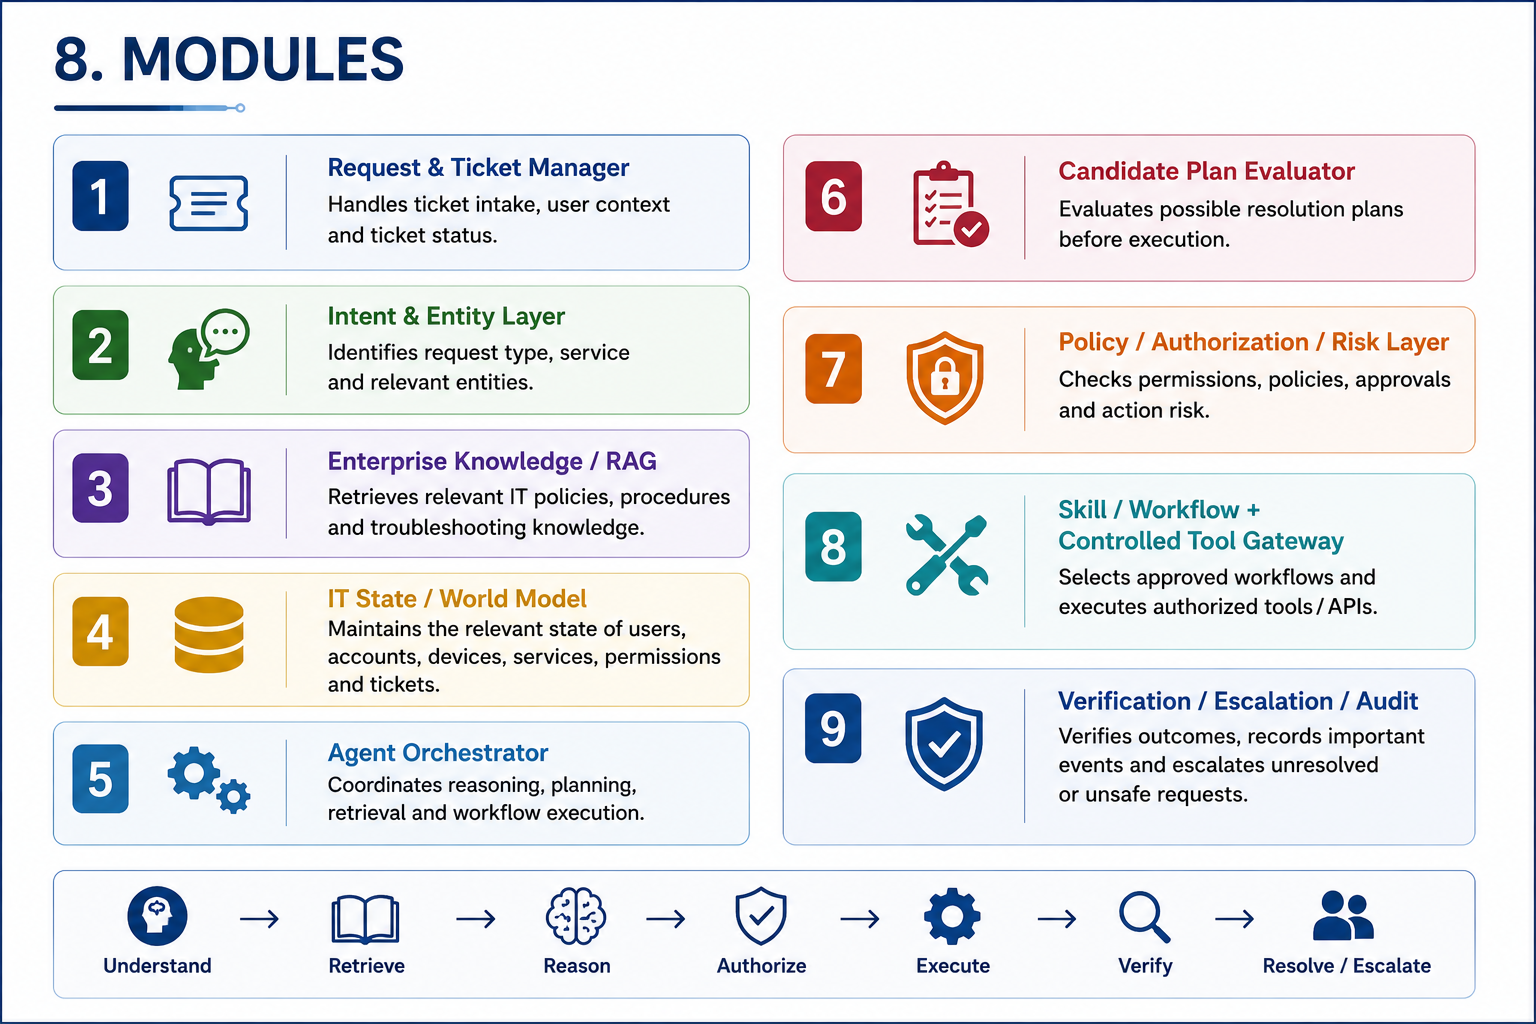 8. MODULES
1
Request & Ticket Manager
Handles ticket intake, user context
and ticket status.
2
Intent & Entity Layer
Identifies request type, service
and relevant entities.
3
Enterprise Knowledge / RAG
Retrieves relevant IT policies, procedures
and troubleshooting knowledge.
4
IT State / World Model
Maintains the relevant state of users,
accounts, devices, services, permissions
and tickets.
5
Agent Orchestrator
Coordinates reasoning, planning,
retrieval and workflow execution.
6
Candidate Plan Evaluator
Evaluates possible resolution plans
before execution.
7
Policy / Authorization / Risk Layer
Checks permissions, policies, approvals
and action risk.
8
Skill / Workflow +
Controlled Tool Gateway
Selects approved workflows and
executes authorized tools / APIs.
9
Verification / Escalation / Audit
Verifies outcomes, records important
events and escalates unresolved
or unsafe requests.
Understand
Retrieve
Reason
Authorize
Execute
Verify
Resolve / Escalate